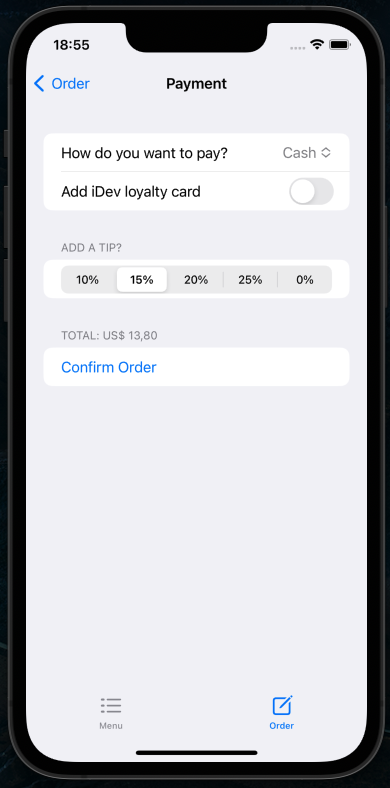 18:55
Order
Payment
How do you want to pay? Cash
Add iDev loyalty card
ADD A TIP?
10% 15% 20% 25% 0%
TOTAL: US$ 13,80
Confirm Order
Menu Order